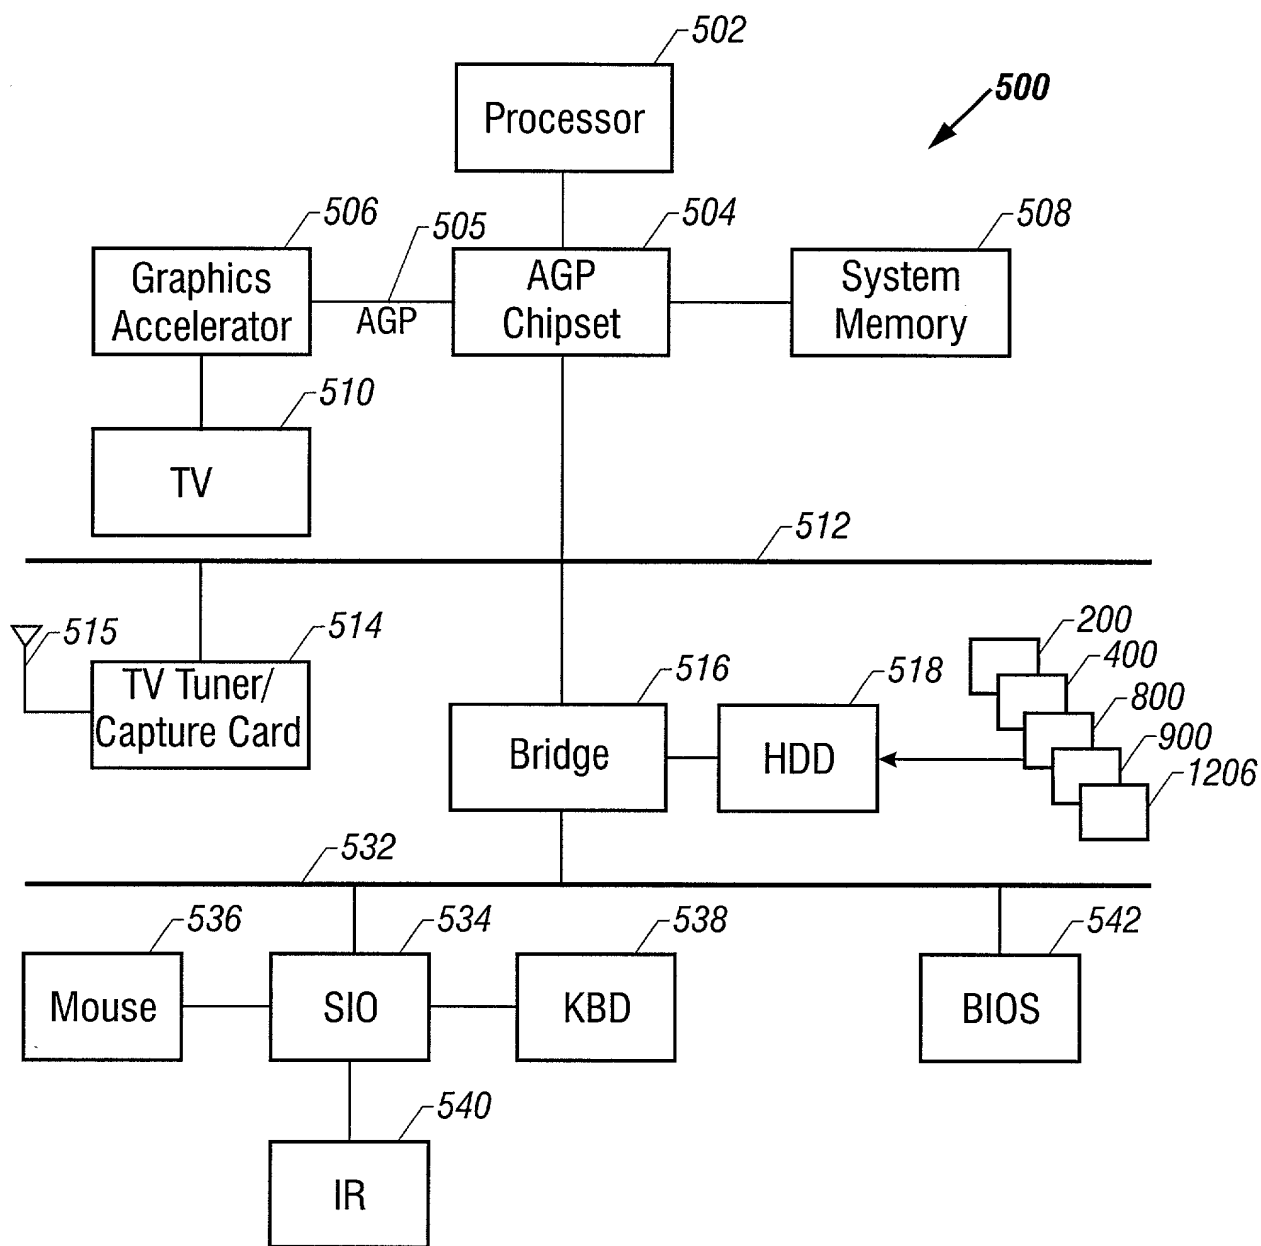 502
Processor
500
506
505
504
508
Graphics
Accelerator
AGP
AGP
Chipset
System
Memory
510
TV
512
515
514
TV Tuner/
Capture Card
516
Bridge
518
HDD
200
400
800
900
1206
532
536
Mouse
534
SIO
538
KBD
542
BIOS
540
IR